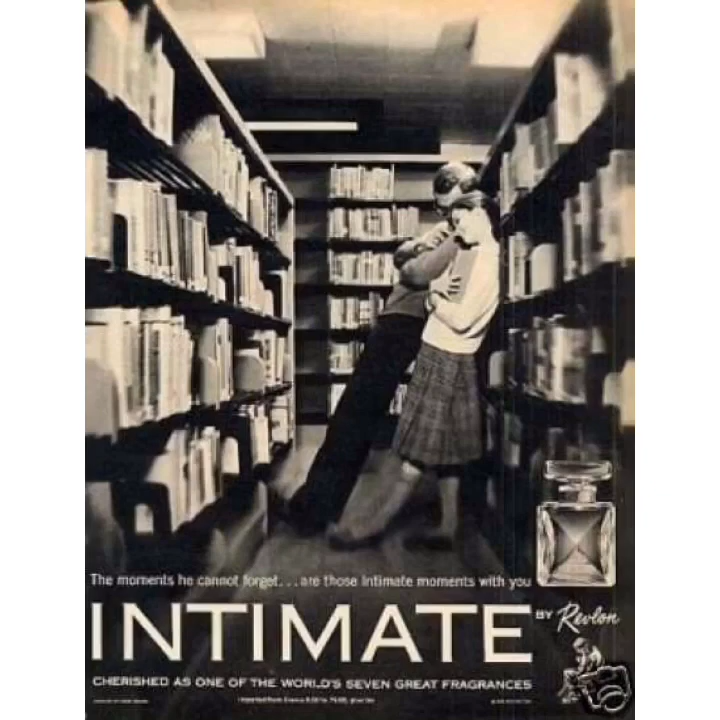 The moments he cannot forget...are those Intimate moments with you
INTIMATE BY Revlon
CHERISHED AS ONE OF THE WORLD'S SEVEN GREAT FRAGRANCES